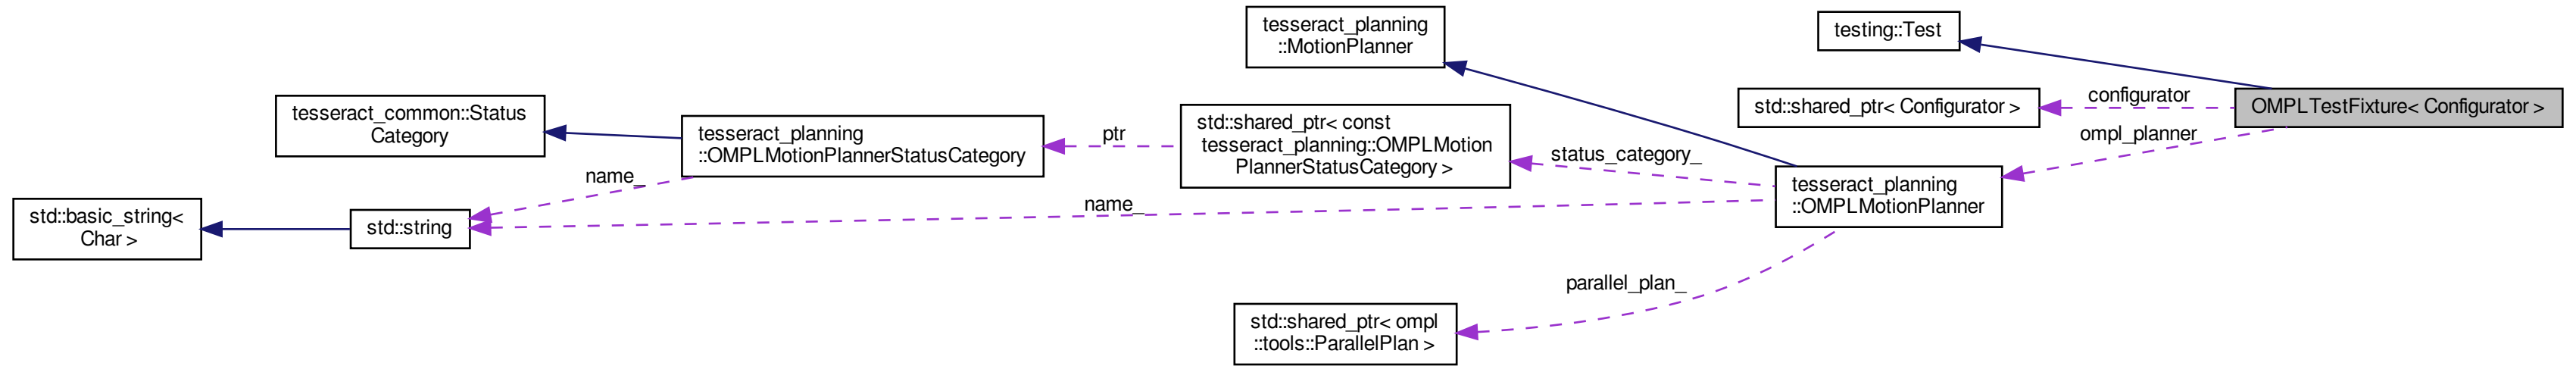 tesseract_planning
::MotionPlanner
testing::Test
tesseract_common::Status
Category
tesseract_planning
::OMPLMotionPlannerStatusCategory
ptr
std::shared_ptr< const
tesseract_planning::OMPLMotion
PlannerStatusCategory >
std::shared_ptr< Configurator >
configurator
OMPLTestFixture< Configurator >
ompl_planner
status_category_
tesseract_planning
::OMPLMotionPlanner
name_
name_
std::basic_string<
Char >
std::string
parallel_plan_
std::shared_ptr< ompl
::tools::ParallelPlan >